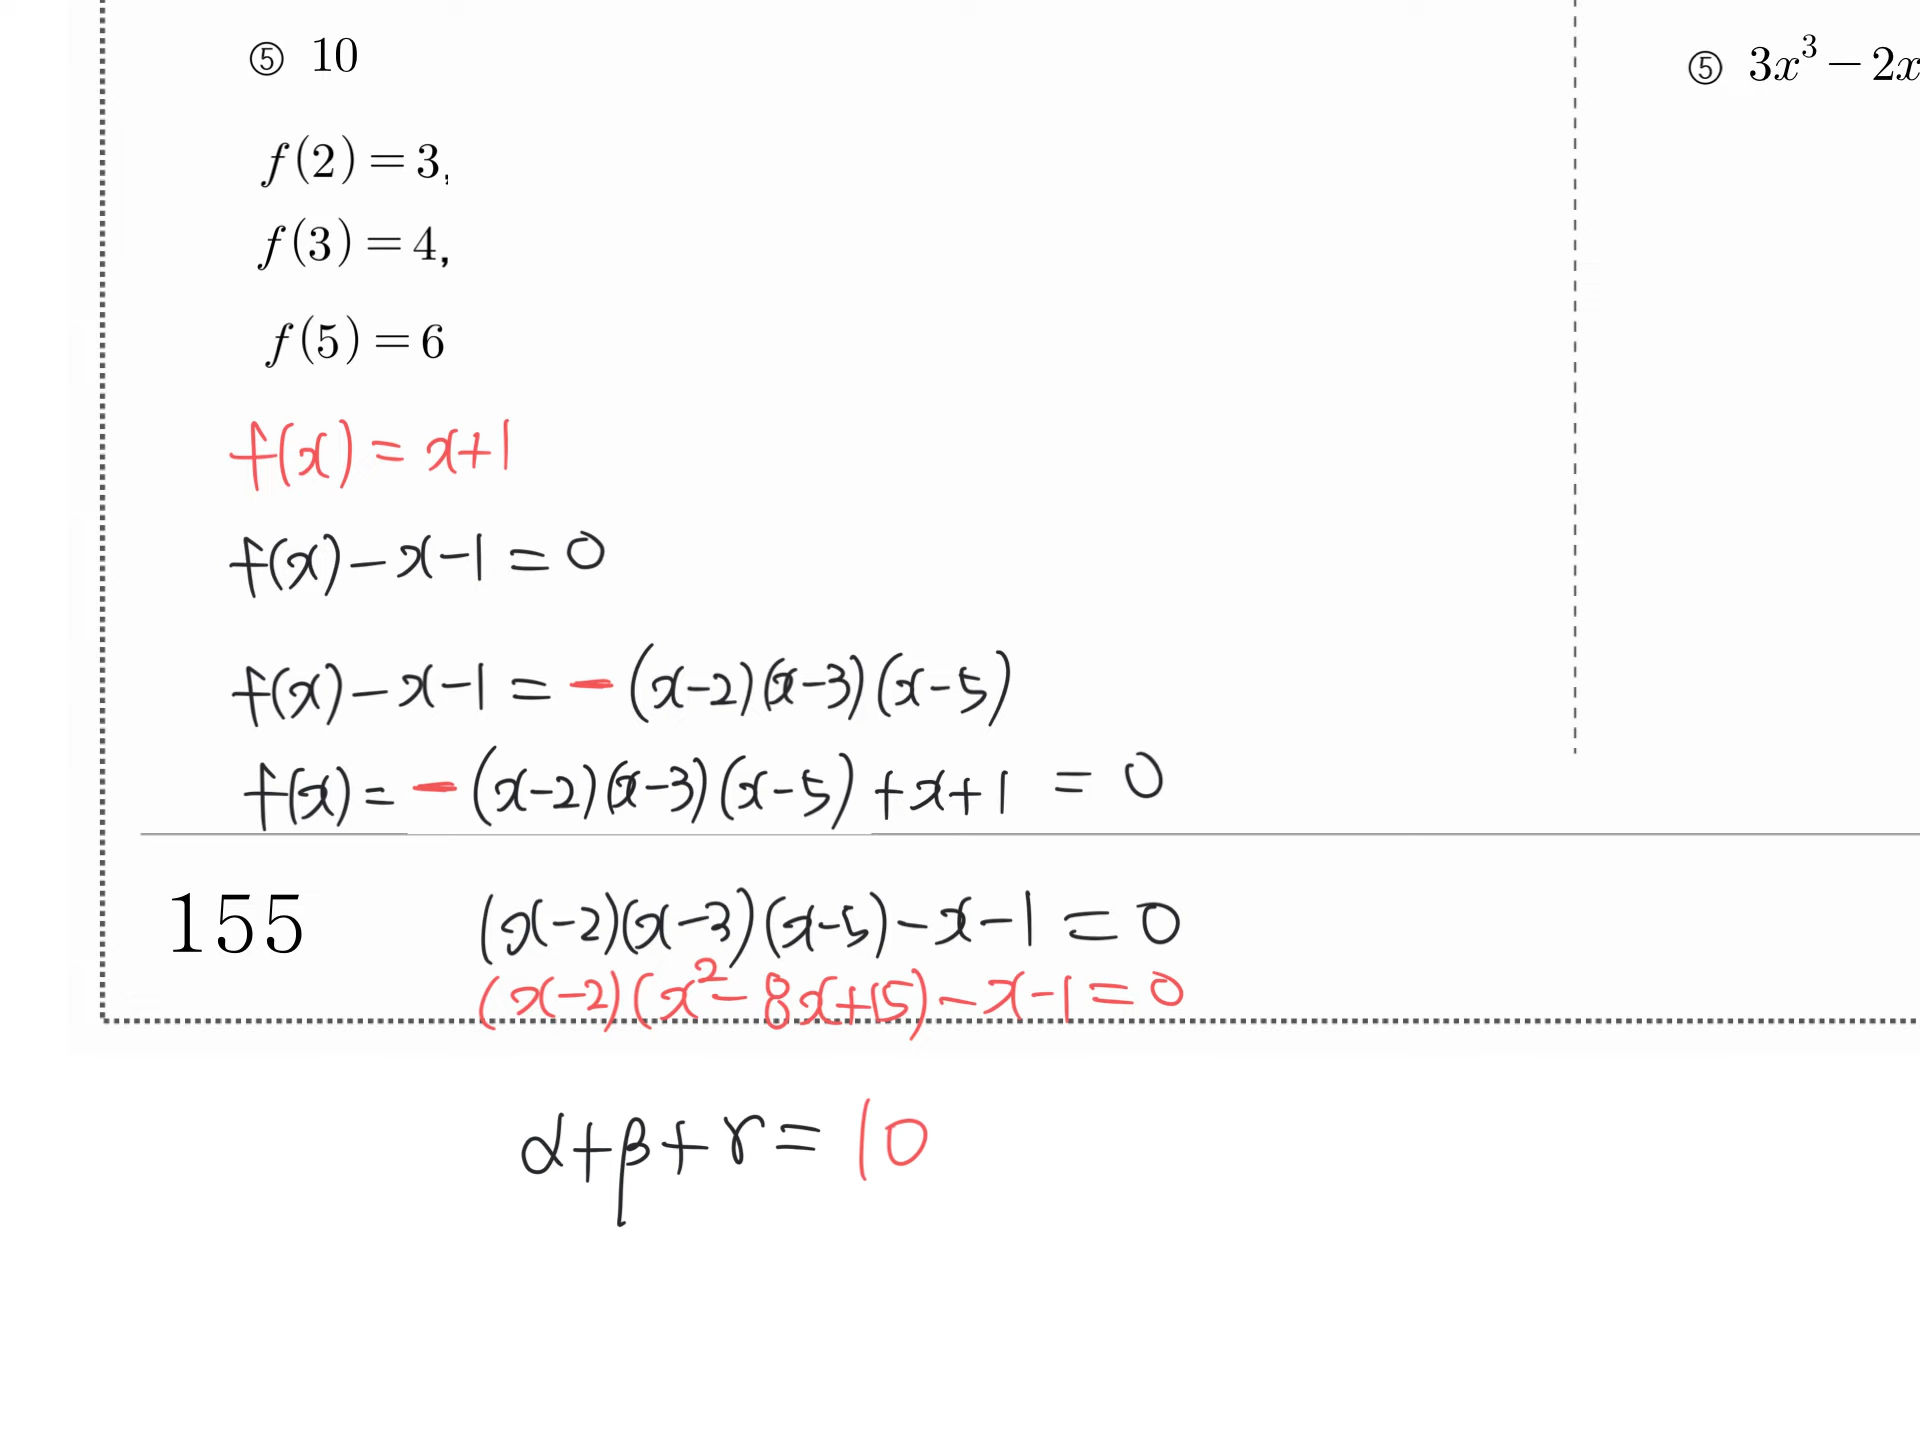 ⑤ 10
⑤ 3x³ − 2x
f(2) = 3,
f(3) = 4,
f(5) = 6
f(x) = x+1
f(x) − x − 1 = 0
f(x) − x − 1 = − (x−2)(x−3)(x−5)
f(x) = − (x−2)(x−3)(x−5) + x + 1 = 0
155
(x−2)(x−3)(x−5) − x − 1 = 0
(x−2)(x² − 8x + 15) − x − 1 = 0
α + β + γ = 10